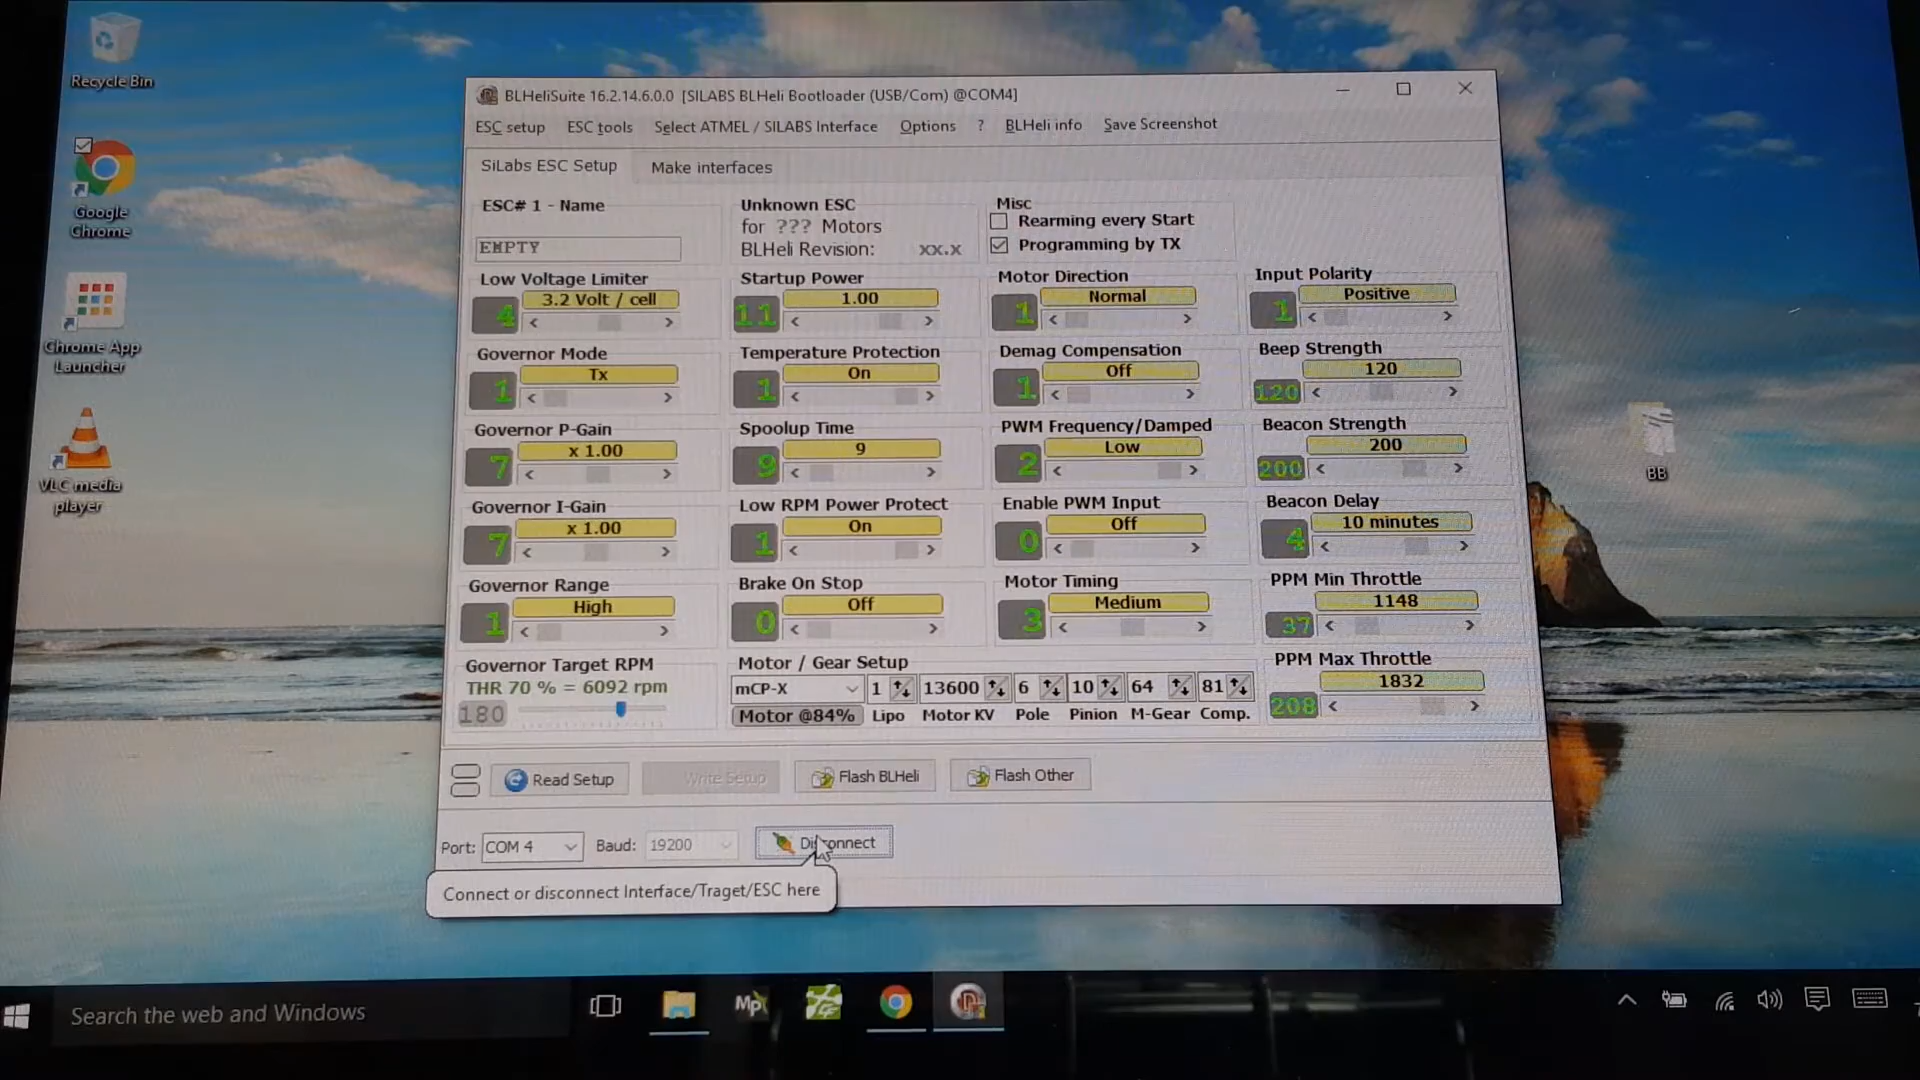 Recycle Bin
Google
Chrome
Chrome App
Launcher
VLC media
player
BB
BLHeliSuite 16.2.14.6.0.0 [SILABS BLHeli Bootloader (USB/Com) @COM4]
ESC setup ESC tools Select ATMEL / SILABS Interface Options ? BLHeli info Save Screenshot
SiLabs ESC Setup Make interfaces
ESC# 1 - Name
EMPTY
Unknown ESC
for ??? Motors
BLHeli Revision: xx.x
Misc
Rearming every Start
Programming by TX
Low Voltage Limiter
3.2 Volt / cell
4
Startup Power
1.00
11
Motor Direction
Normal
1
Input Polarity
Positive
1
Governor Mode
Tx
1
Temperature Protection
On
1
Demag Compensation
Off
1
Beep Strength
120
120
Governor P-Gain
x 1.00
7
Spoolup Time
9
9
PWM Frequency/Damped
Low
2
Beacon Strength
200
200
Governor I-Gain
x 1.00
7
Low RPM Power Protect
On
1
Enable PWM Input
Off
0
Beacon Delay
10 minutes
4
Governor Range
High
1
Brake On Stop
Off
0
Motor Timing
Medium
3
PPM Min Throttle
1148
37
Governor Target RPM
THR 70 % = 6092 rpm
180
Motor / Gear Setup
mCP-X 1 13600 6 10 64 81
Motor @84% Lipo Motor KV Pole Pinion M-Gear Comp.
PPM Max Throttle
1832
208
Read Setup Write Setup Flash BLHeli Flash Other
Port: COM 4 Baud: 19200 Disconnect
Connect or disconnect Interface/Traget/ESC here
Search the web and Windows